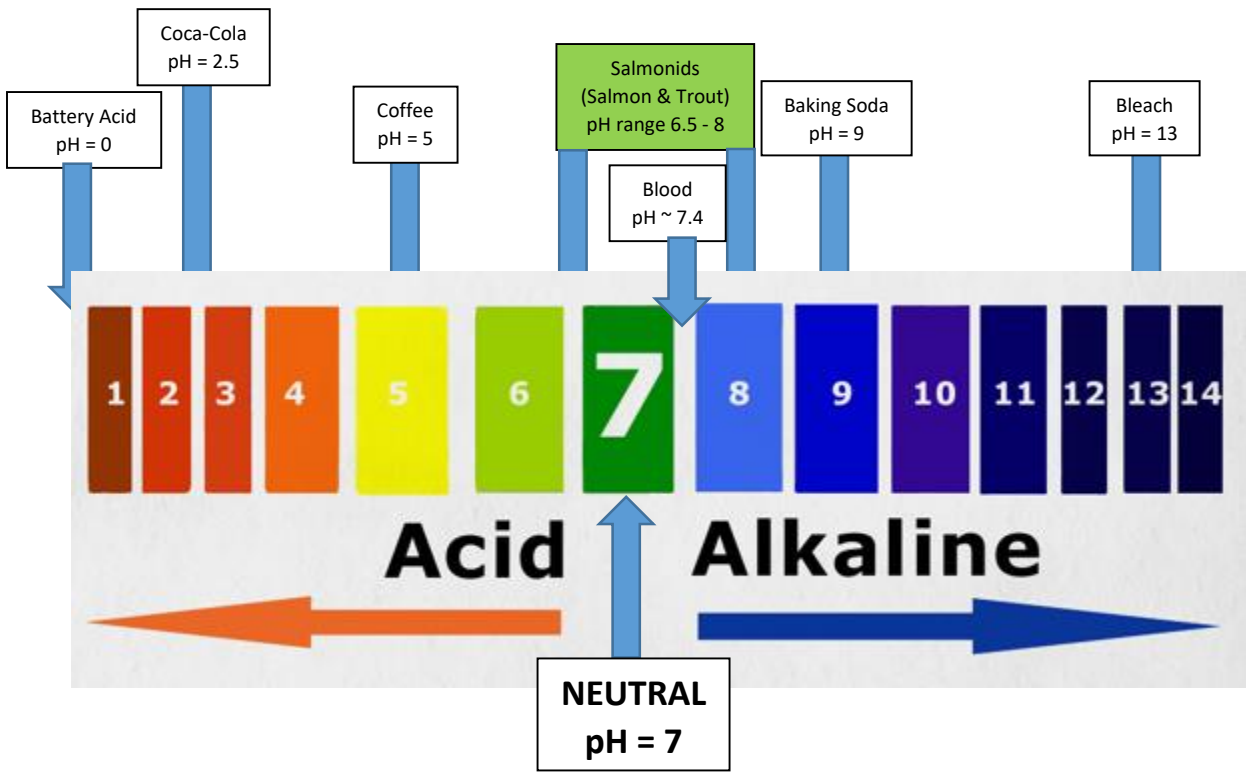 Coca-Cola
pH = 2.5
Battery Acid
pH = 0
Coffee
pH = 5
Salmonids
(Salmon & Trout)
pH range 6.5 - 8
Blood
pH ~ 7.4
Baking Soda
pH = 9
Bleach
pH = 13
1 2 3 4 5 6 7 8 9 10 11 12 13 14
Acid Alkaline
NEUTRAL
pH = 7